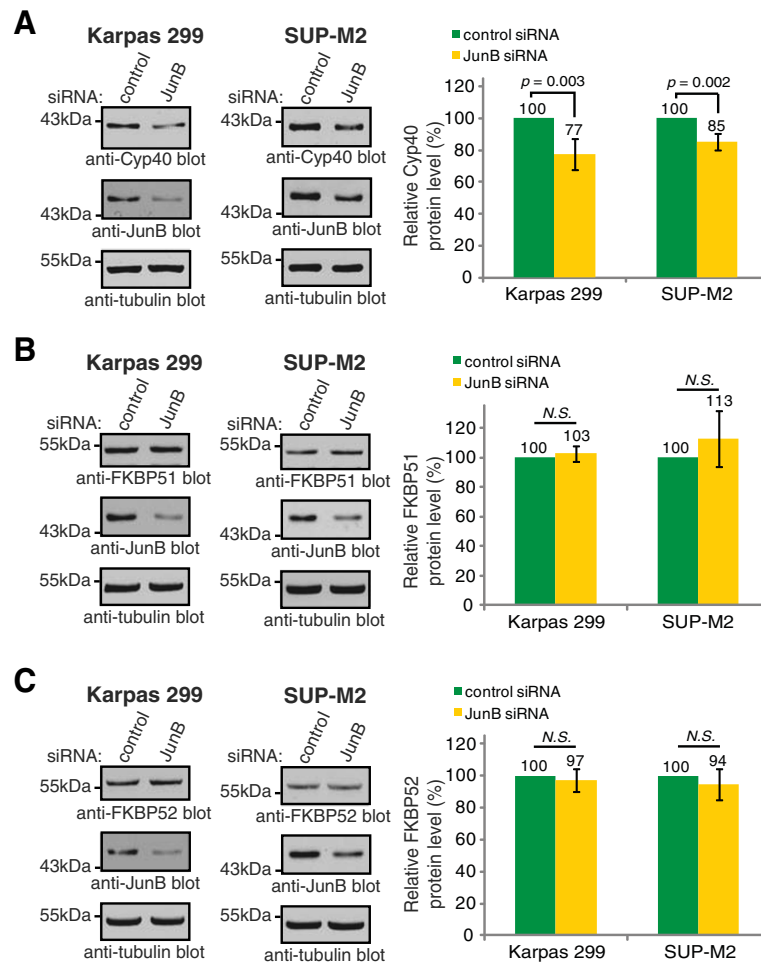 A
Karpas 299
SUP-M2
siRNA: control JunB
siRNA: control JunB
43kDa
43kDa
anti-Cyp40 blot
anti-Cyp40 blot
43kDa
43kDa
anti-JunB blot
anti-JunB blot
55kDa
55kDa
anti-tubulin blot
anti-tubulin blot
control siRNA
JunB siRNA
Relative Cyp40
protein level (%)
120
100
80
60
40
20
0
p = 0.003
p = 0.002
100
77
100
85
Karpas 299
SUP-M2
B
Karpas 299
SUP-M2
siRNA: control JunB
siRNA: control JunB
55kDa
55kDa
anti-FKBP51 blot
anti-FKBP51 blot
43kDa
43kDa
anti-JunB blot
anti-JunB blot
55kDa
55kDa
anti-tubulin blot
anti-tubulin blot
control siRNA
JunB siRNA
Relative FKBP51
protein level (%)
120
100
80
60
40
20
0
N.S.
N.S.
100
103
100
113
Karpas 299
SUP-M2
C
Karpas 299
SUP-M2
siRNA: control JunB
siRNA: control JunB
55kDa
55kDa
anti-FKBP52 blot
anti-FKBP52 blot
43kDa
43kDa
anti-JunB blot
anti-JunB blot
55kDa
55kDa
anti-tubulin blot
anti-tubulin blot
control siRNA
JunB siRNA
Relative FKBP52
protein level (%)
120
100
80
60
40
20
0
N.S.
N.S.
100
97
100
94
Karpas 299
SUP-M2